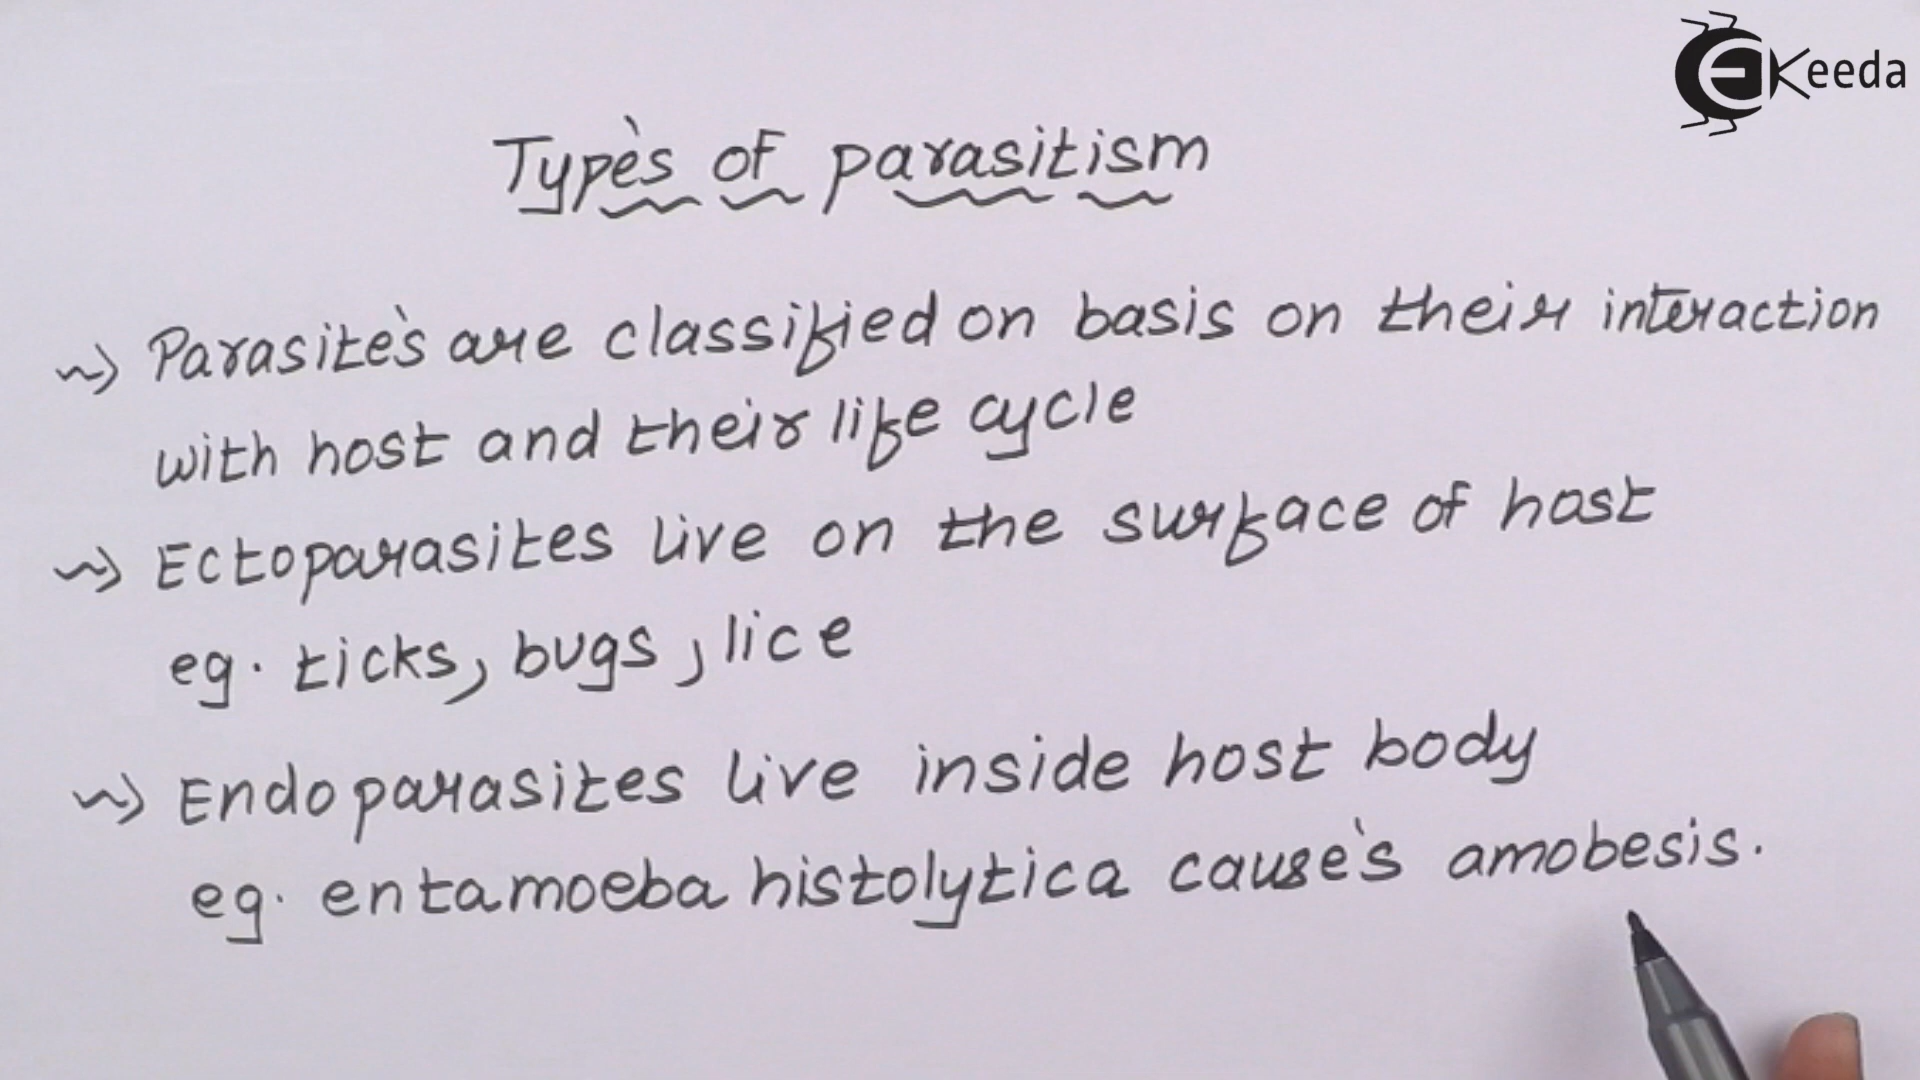 EKeeda
Types of parasitism
~> Parasite's are classified on basis on their interaction
with host and their life cycle
~> Ectoparasites live on the surface of host
eg. ticks, bugs, lice
~> Endoparasites live inside host body
eg. entamoeba histolytica cause's amobesis.